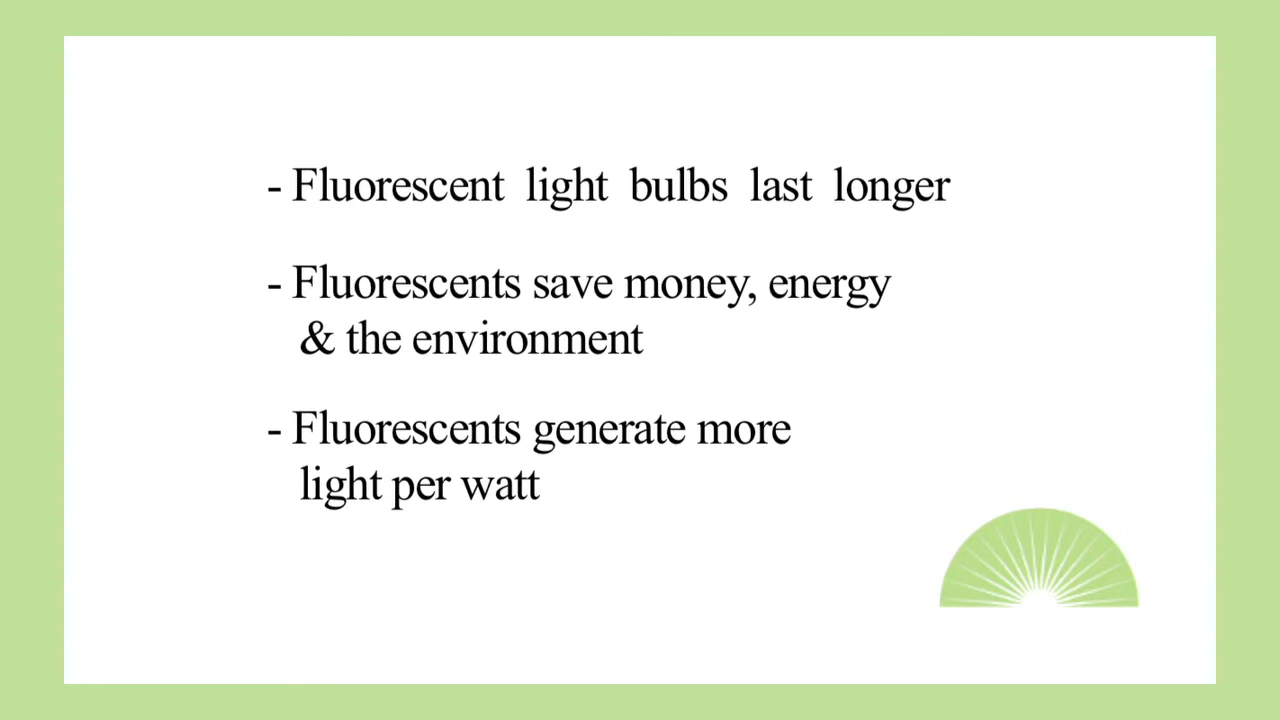 - Fluorescent light bulbs last longer
- Fluorescents save money, energy
& the environment
- Fluorescents generate more
light per watt